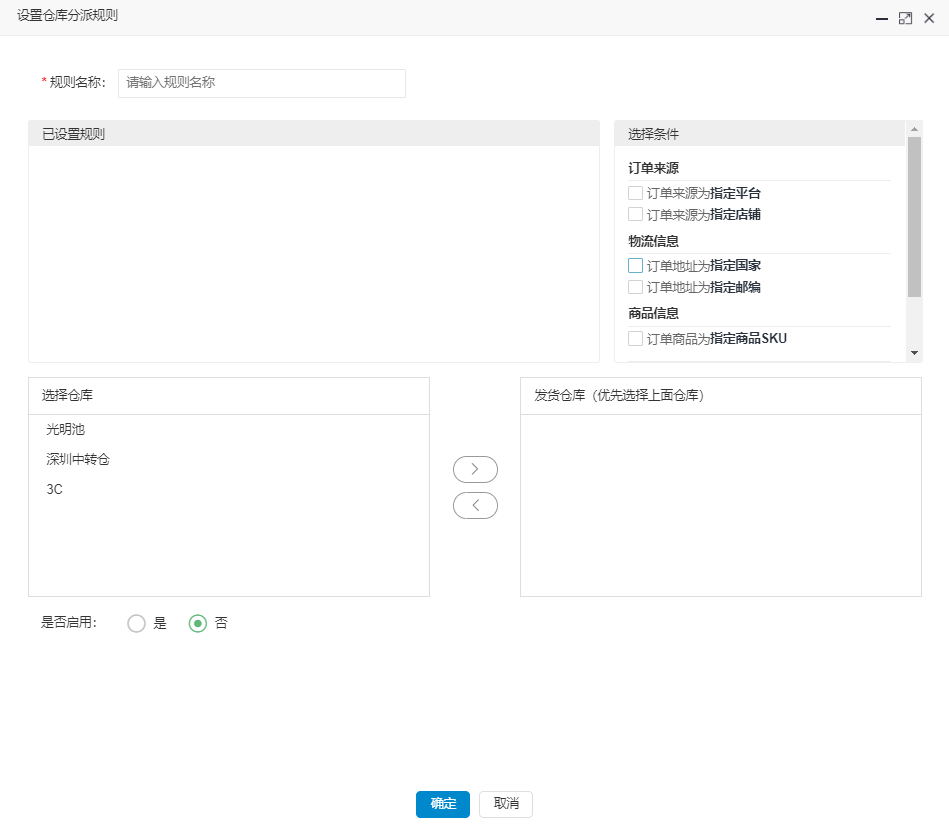 设置仓库分派规则
*规则名称： 请输入规则名称
已设置规则
选择条件
订单来源
订单来源为指定平台
订单来源为指定店铺
物流信息
订单地址为指定国家
订单地址为指定邮编
商品信息
订单商品为指定商品SKU
选择仓库
光明池
深圳中转仓
3C
发货仓库（优先选择上面仓库）
是否启用： 是 否
确定 取消